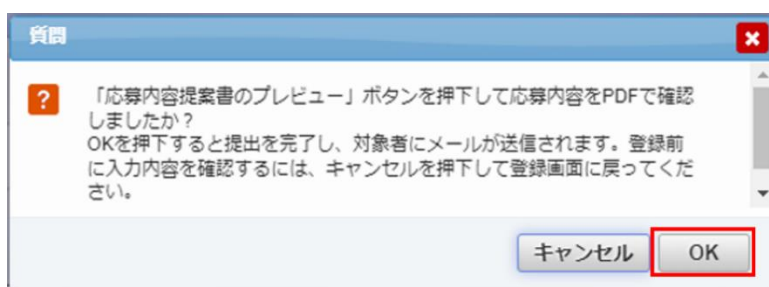 質問
?
「応募内容提案書のプレビュー」ボタンを押下して応募内容をPDFで確認
しましたか？
OKを押下すると提出を完了し、対象者にメールが送信されます。登録前
に入力内容を確認するには、キャンセルを押下して登録画面に戻ってくだ
さい。
キャンセル OK